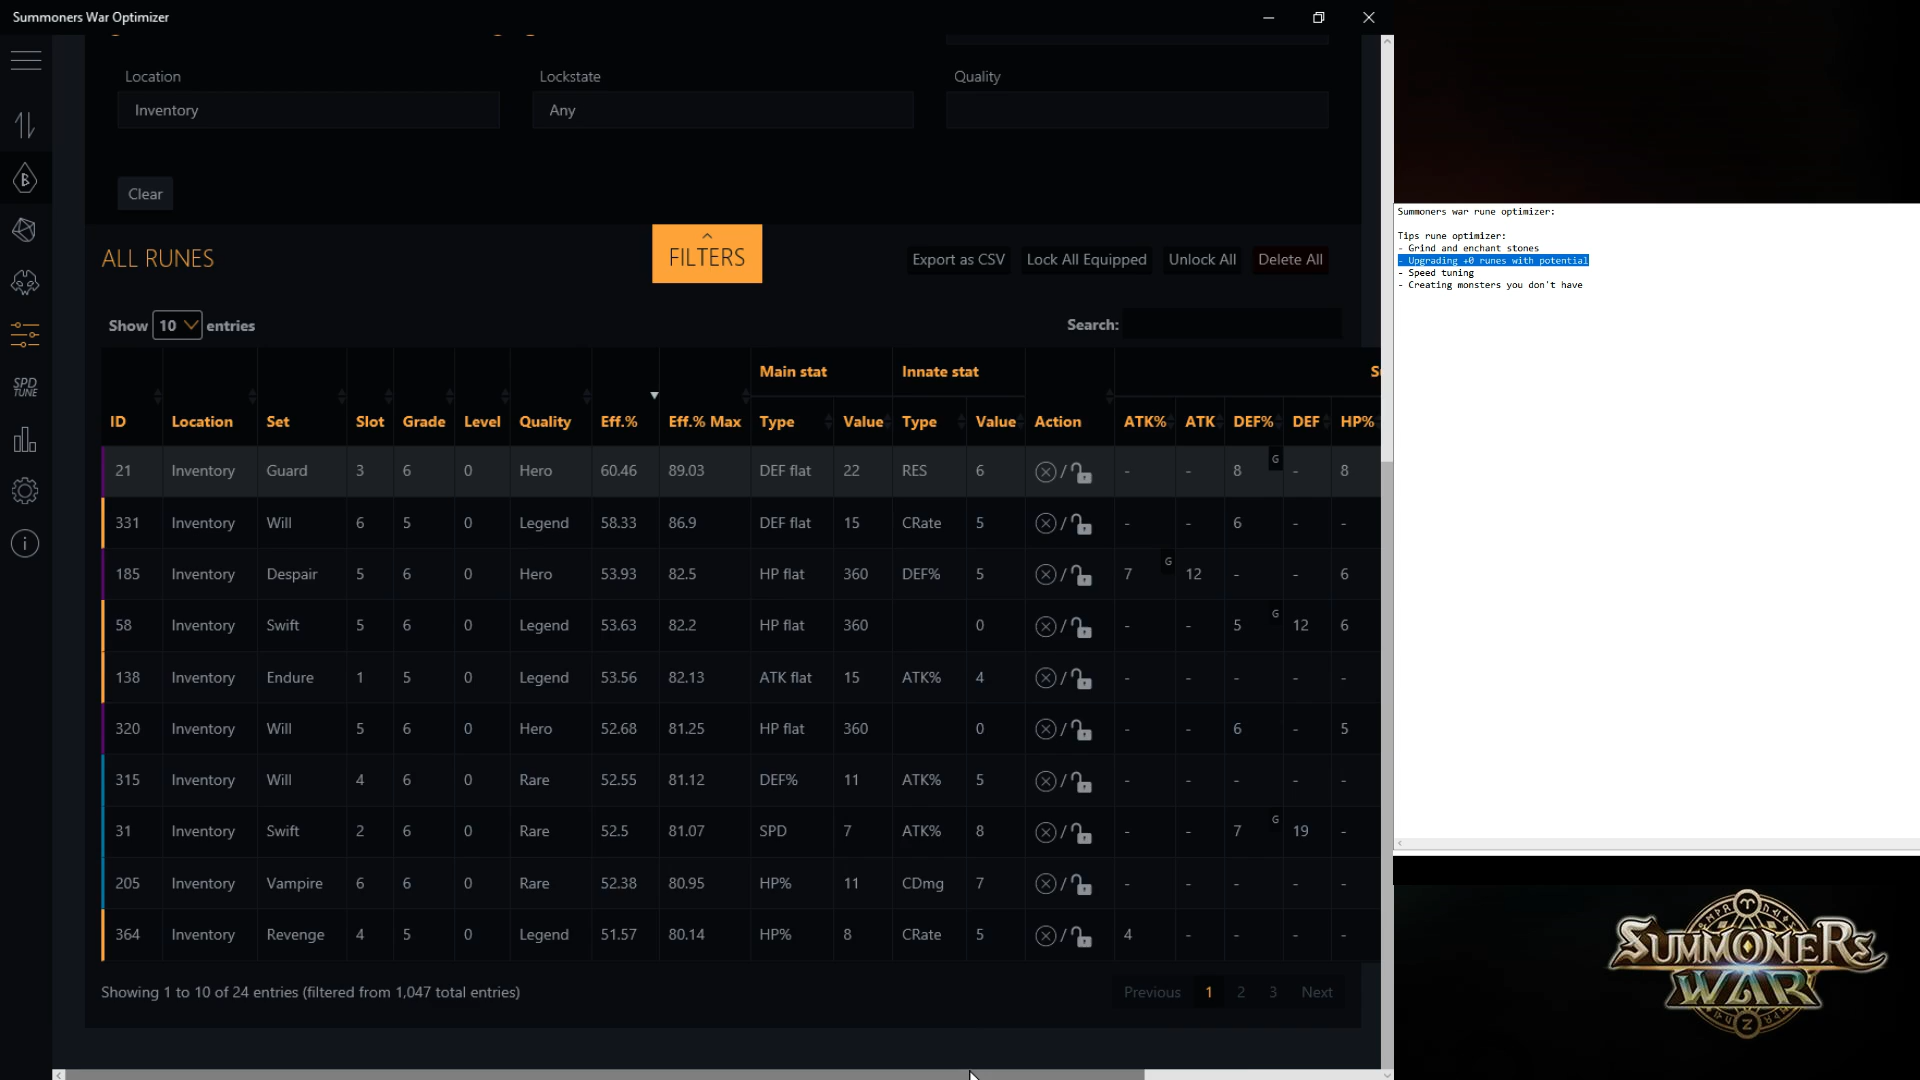 Summoners War Optimizer
Location
Lockstate
Quality
Inventory
Any
Clear
ALL RUNES
FILTERS
Export as CSV
Lock All Equipped
Unlock All
Delete All
Show 10 entries
Search:
Main stat
Innate stat
ID Location Set Slot Grade Level Quality Eff.% Eff.% Max Type Value Type Value Action ATK% ATK DEF% DEF HP%
21 Inventory Guard 3 6 0 Hero 60.46 89.03 DEF flat 22 RES 6 / - - 8 G - 8
331 Inventory Will 6 5 0 Legend 58.33 86.9 DEF flat 15 CRate 5 / - - 6 - -
185 Inventory Despair 5 6 0 Hero 53.93 82.5 HP flat 360 DEF% 5 / 7 G 12 - - 6
58 Inventory Swift 5 6 0 Legend 53.63 82.2 HP flat 360 0 / - - 5 G 12 6
138 Inventory Endure 1 5 0 Legend 53.56 82.13 ATK flat 15 ATK% 4 / - - - - -
320 Inventory Will 5 6 0 Hero 52.68 81.25 HP flat 360 0 / - - 6 - 5
315 Inventory Will 4 6 0 Rare 52.55 81.12 DEF% 11 ATK% 5 / - - - - -
31 Inventory Swift 2 6 0 Rare 52.5 81.07 SPD 7 ATK% 8 / - - 7 G 19 -
205 Inventory Vampire 6 6 0 Rare 52.38 80.95 HP% 11 CDmg 7 / - - - - -
364 Inventory Revenge 4 5 0 Legend 51.57 80.14 HP% 8 CRate 5 / 4 - - - -
Showing 1 to 10 of 24 entries (filtered from 1,047 total entries)
Previous 1 2 3 Next
SPD
TUNE
Summoners war rune optimizer:
Tips rune optimizer:
- Grind and enchant stones
- Upgrading +0 runes with potential
- Speed tuning
- Creating monsters you don't have
SUMMONERS
WAR